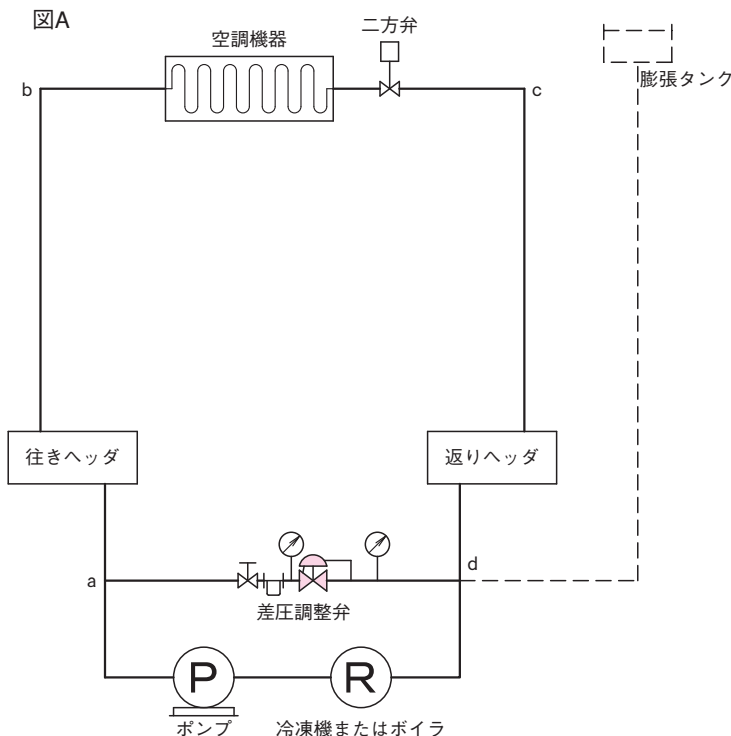 図A
二方弁
空調機器
膨張タンク
b
c
往きヘッダ
返りヘッダ
a
d
差圧調整弁
P
R
ポンプ
冷凍機またはボイラ